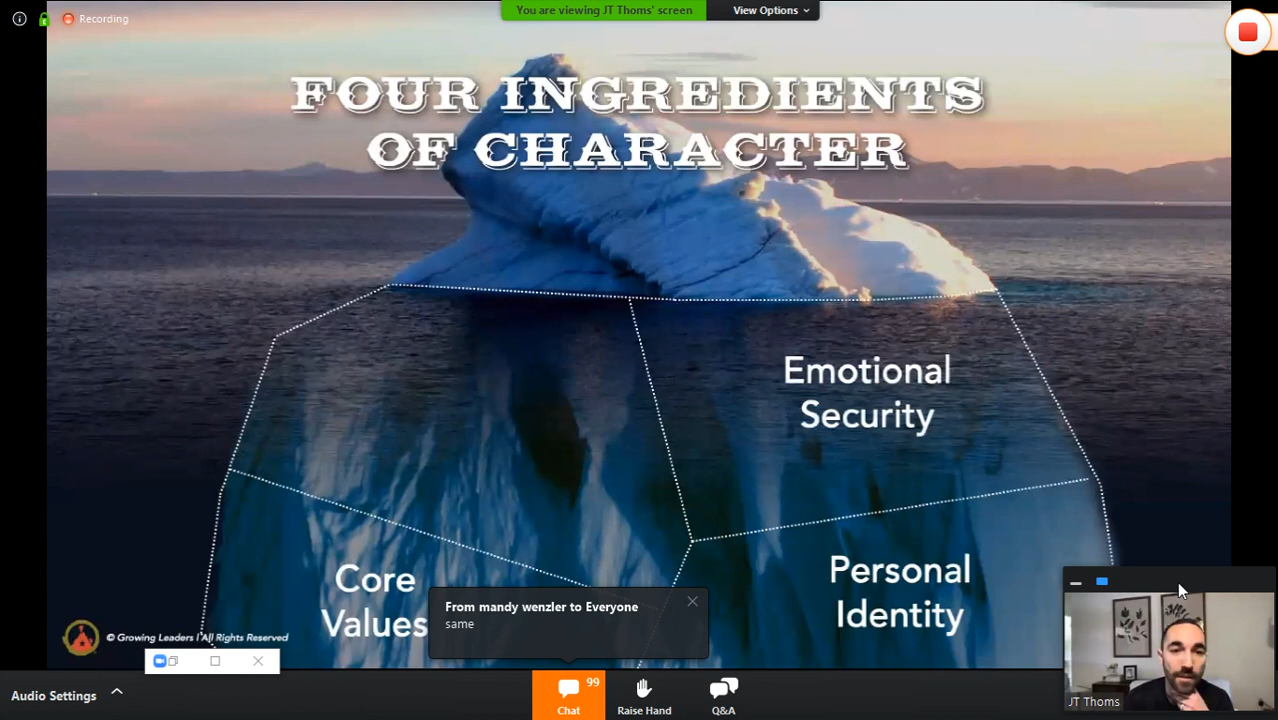 Recording
You are viewing JT Thoms' screen
View Options
FOUR INGREDIENTS
OF CHARACTER
Emotional
Security
Core
Values
Personal
Identity
From mandy wenzler to Everyone
same
© Growing Leaders | All Rights Reserved
JT Thoms
Audio Settings
99
Chat
Raise Hand
Q&A